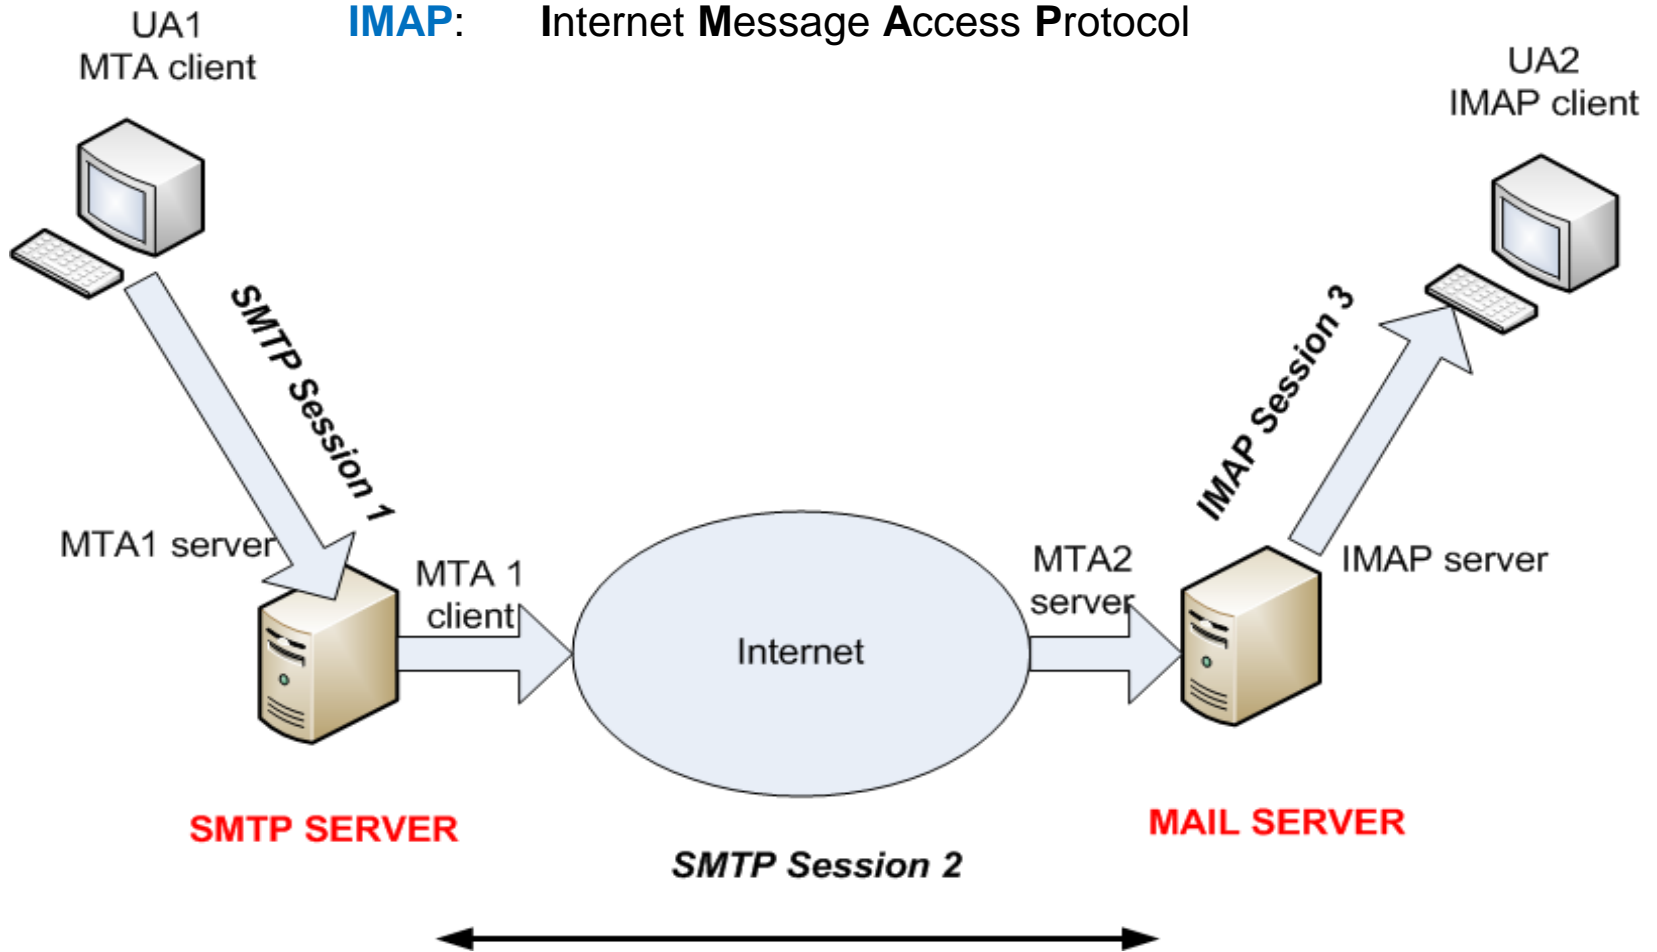 IMAP: Internet Message Access Protocol
UA1
MTA client
UA2
IMAP client
SMTP Session 1
IMAP Session 3
MTA1 server
MTA 1
client
Internet
MTA2
server
IMAP server
SMTP SERVER
MAIL SERVER
SMTP Session 2